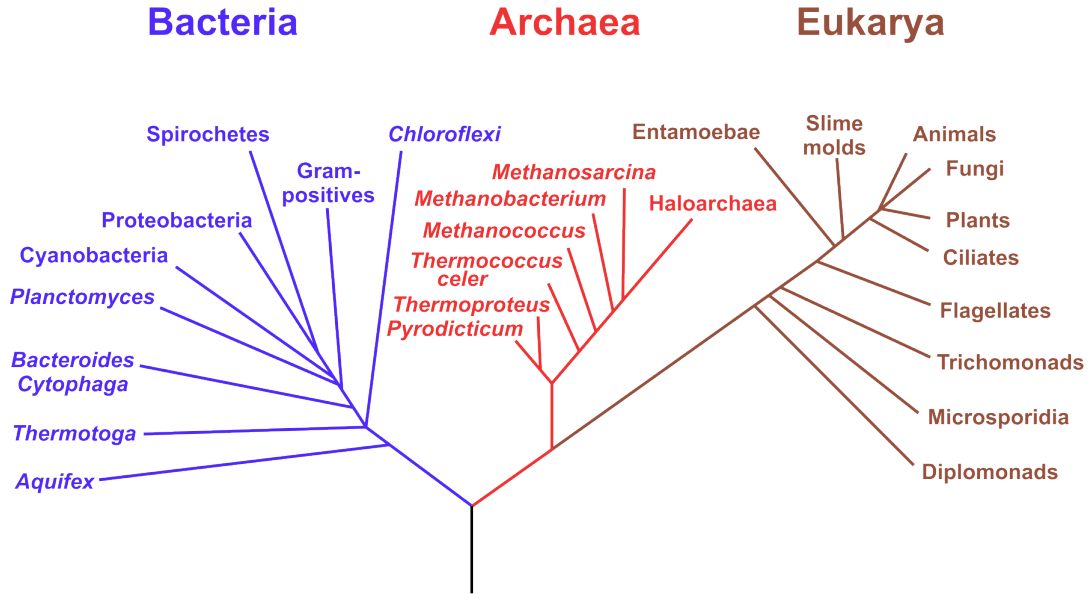 Bacteria
Archaea
Eukarya
Spirochetes
Chloroflexi
Gram-
positives
Proteobacteria
Cyanobacteria
Planctomyces
Bacteroides
Cytophaga
Thermotoga
Aquifex
Methanosarcina
Methanobacterium
Haloarchaea
Methanococcus
Thermococcus
celer
Thermoproteus
Pyrodicticum
Entamoebae
Slime
molds
Animals
Fungi
Plants
Ciliates
Flagellates
Trichomonads
Microsporidia
Diplomonads